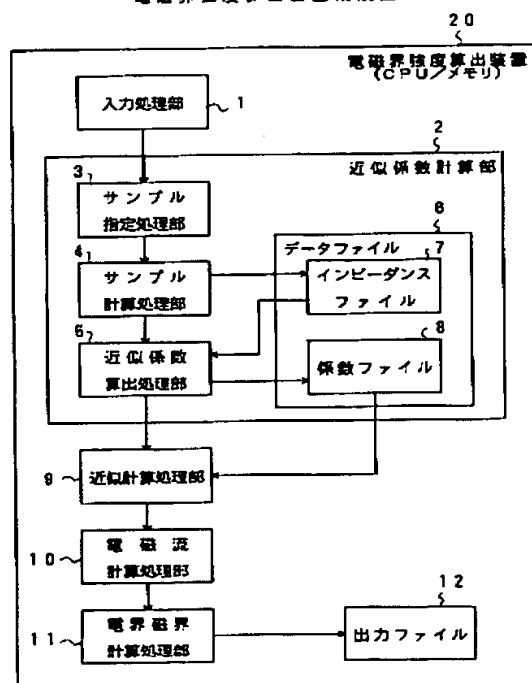 20
電磁界強度算出装置
(CPU/メモリ)
入力処理部
1
2
近似係数計算部
3
サンプル
指定処理部
6
データファイル
4
サンプル
計算処理部
7
インピーダンス
ファイル
5
近似係数
算出処理部
8
係数ファイル
9
近似計算処理部
10
電磁流
計算処理部
11
電界磁界
計算処理部
12
出力ファイル